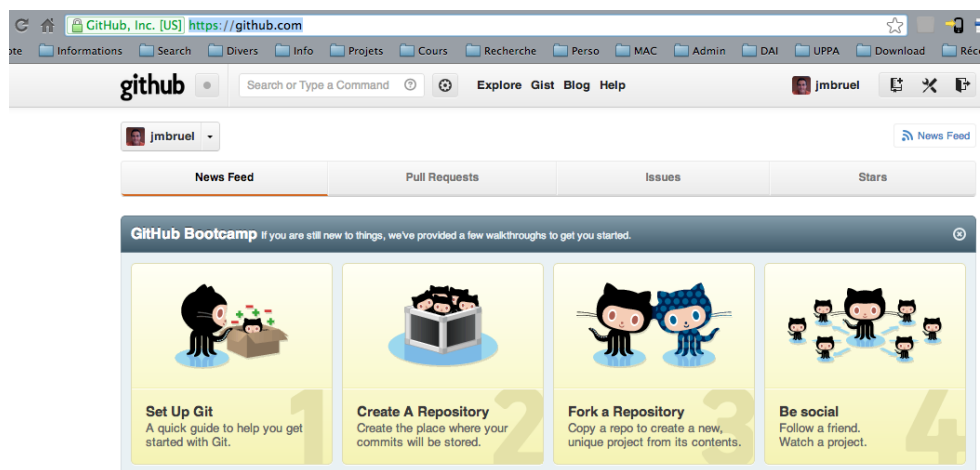 GitHub, Inc. [US] https://github.com
ote Informations Search Divers Info Projets Cours Recherche Perso MAC Admin DAI UPPA Download Réc
github Search or Type a Command Explore Gist Blog Help jmbruel
jmbruel News Feed
News Feed Pull Requests Issues Stars
GitHub Bootcamp If you are still new to things, we've provided a few walkthroughs to get you started.
1 2 3 4
Set Up Git
A quick guide to help you get
started with Git.
Create A Repository
Create the place where your
commits will be stored.
Fork a Repository
Copy a repo to create a new,
unique project from its contents.
Be social
Follow a friend.
Watch a project.